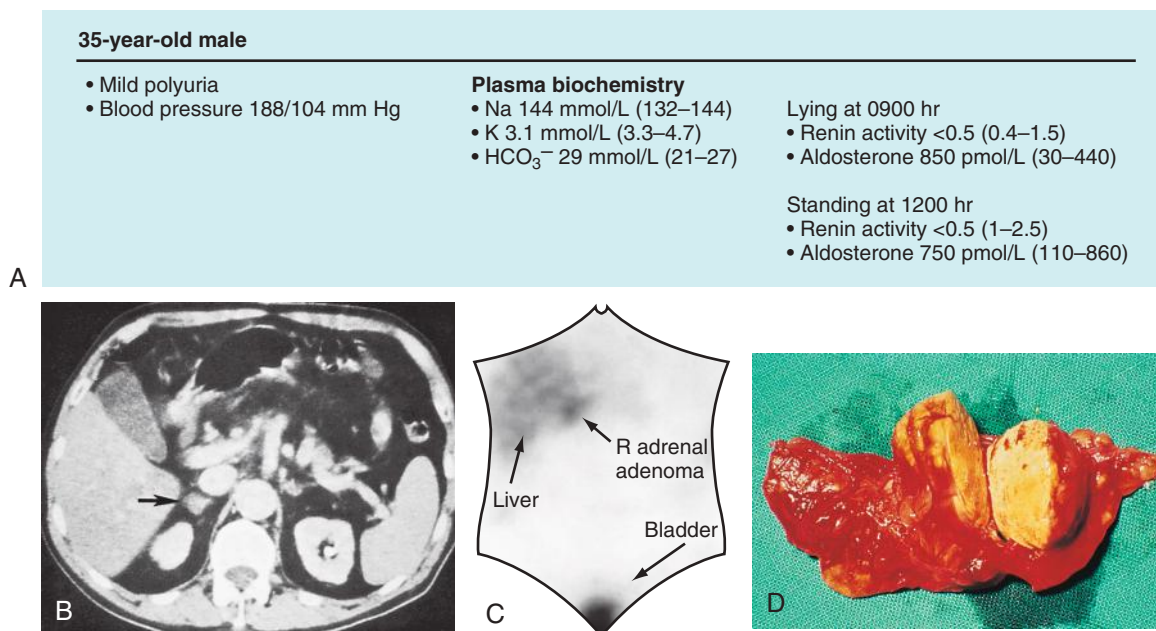 35-year-old male
• Mild polyuria
• Blood pressure 188/104 mm Hg
Plasma biochemistry
• Na 144 mmol/L (132–144)
• K 3.1 mmol/L (3.3–4.7)
• HCO₃⁻ 29 mmol/L (21–27)
Lying at 0900 hr
• Renin activity <0.5 (0.4–1.5)
• Aldosterone 850 pmol/L (30–440)
Standing at 1200 hr
• Renin activity <0.5 (1–2.5)
• Aldosterone 750 pmol/L (110–860)
A
B
Liver
R adrenal
adenoma
Bladder
C
D